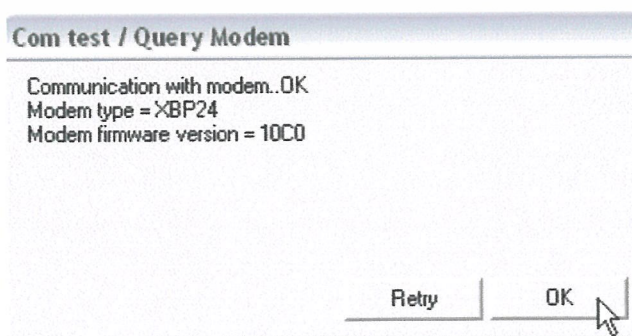 Com test / Query Modem
Communication with modem..OK
Modem type = XBP24
Modem firmware version = 10C0
Retry
OK